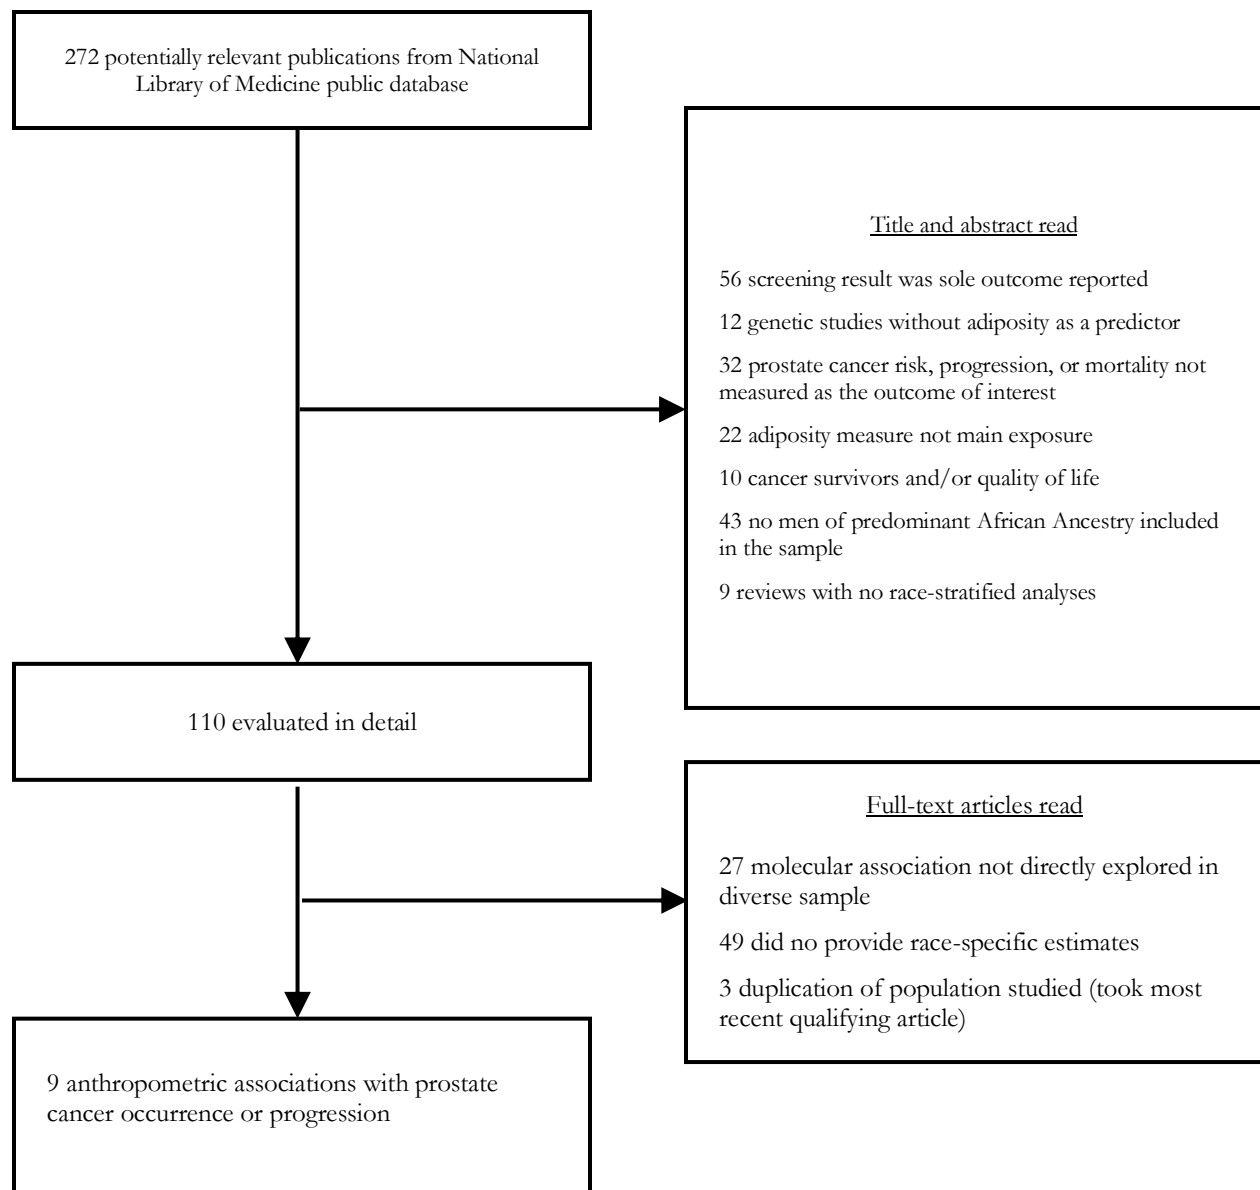 272 potentially relevant publications from National
Library of Medicine public database
Title and abstract read
56 screening result was sole outcome reported
12 genetic studies without adiposity as a predictor
32 prostate cancer risk, progression, or mortality not
measured as the outcome of interest
22 adiposity measure not main exposure
10 cancer survivors and/or quality of life
43 no men of predominant African Ancestry included
in the sample
9 reviews with no race-stratified analyses
110 evaluated in detail
Full-text articles read
27 molecular association not directly explored in
diverse sample
49 did no provide race-specific estimates
3 duplication of population studied (took most
recent qualifying article)
9 anthropometric associations with prostate
cancer occurrence or progression